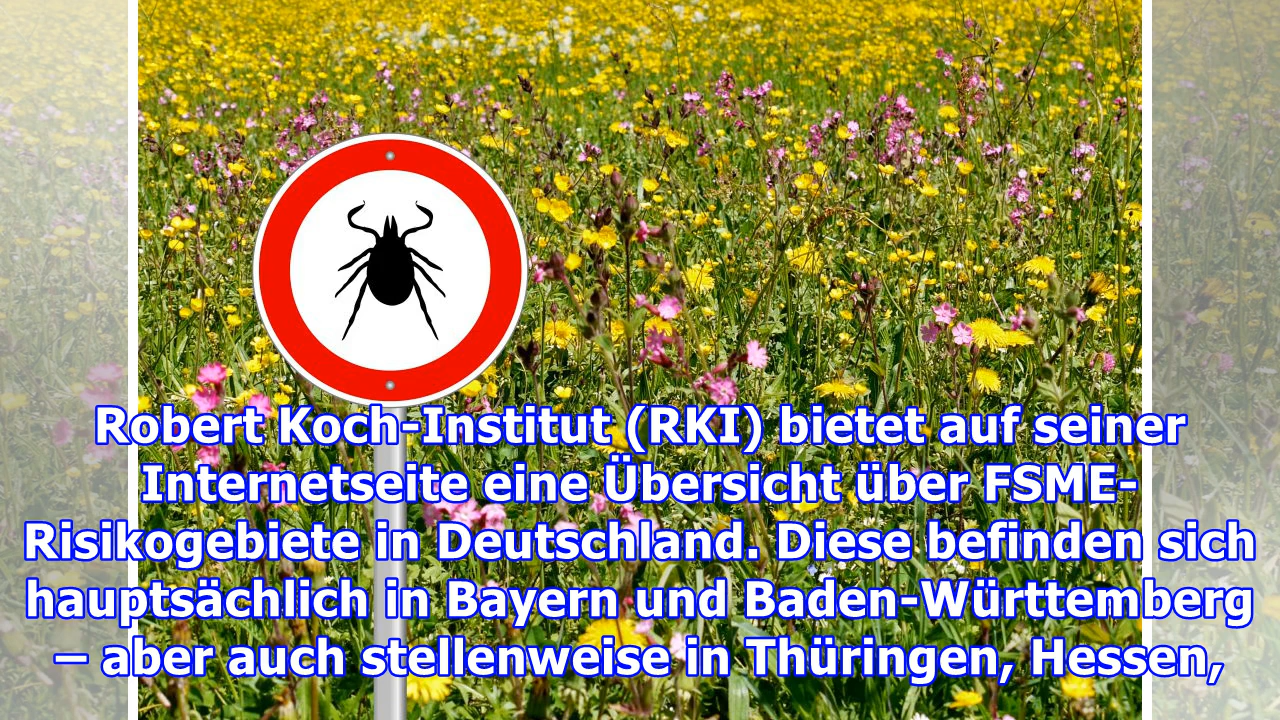 Robert Koch-Institut (RKI) bietet auf seiner
Internetseite eine Übersicht über FSME-
Risikogebiete in Deutschland. Diese befinden sich
hauptsächlich in Bayern und Baden-Württemberg
– aber auch stellenweise in Thüringen, Hessen,